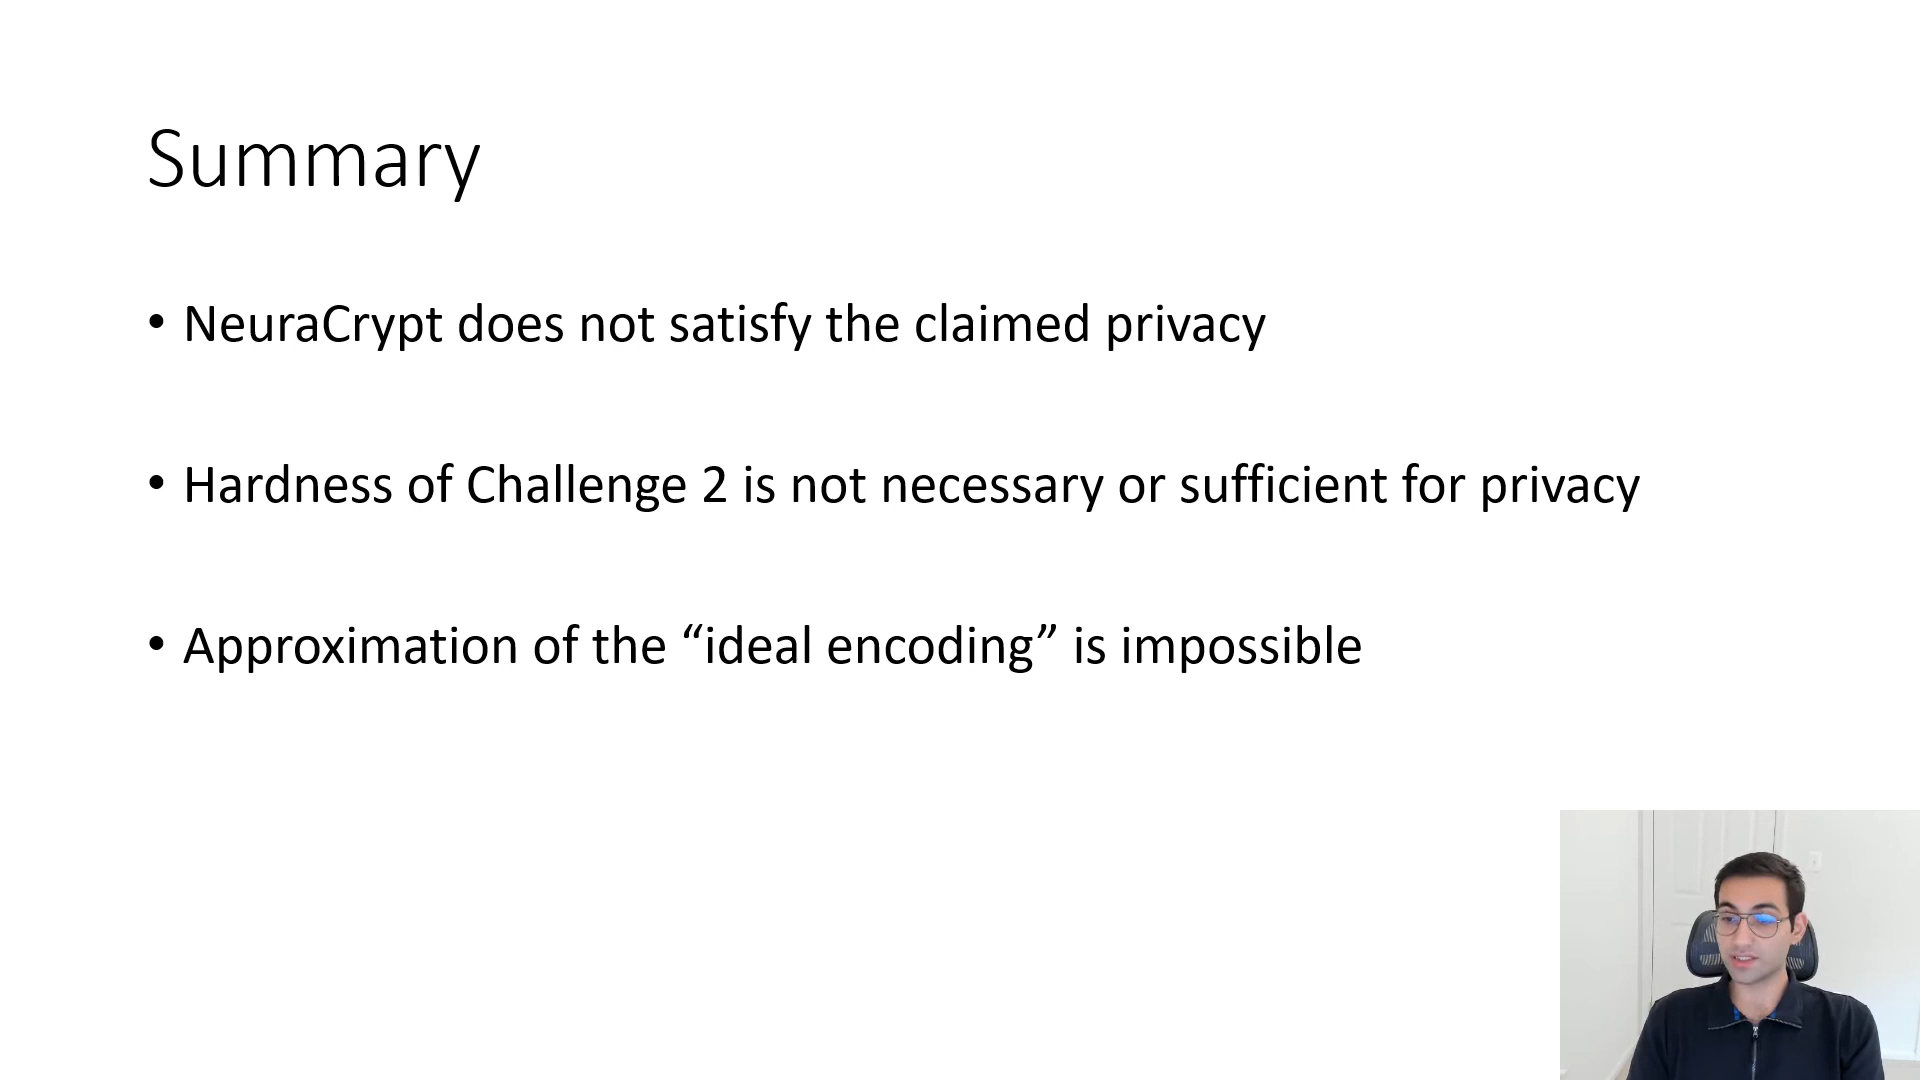 Summary
• NeuraCrypt does not satisfy the claimed privacy
• Hardness of Challenge 2 is not necessary or sufficient for privacy
• Approximation of the “ideal encoding” is impossible